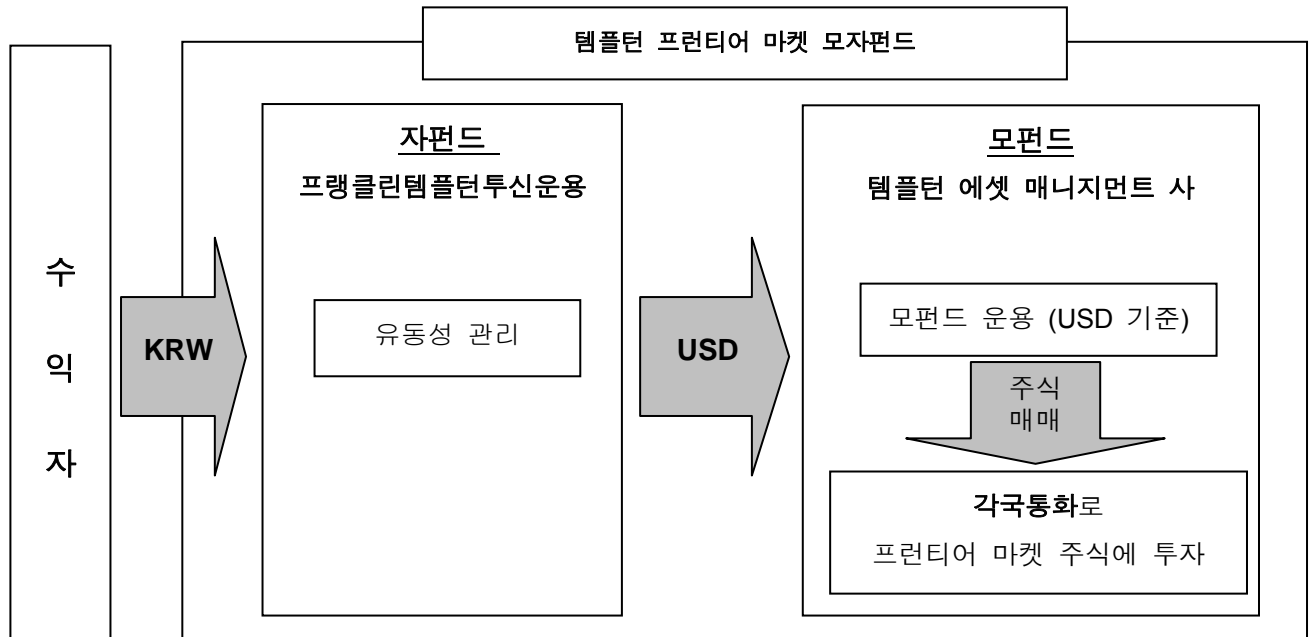 템플턴 프런티어 마켓 모자펀드
수
익
자
KRW
자펀드
프랭클린템플턴투신운용
유동성 관리
USD
모펀드
템플턴 에셋 매니지먼트 사
모펀드 운용 (USD 기준)
주식
매매
각국통화로
프런티어 마켓 주식에 투자